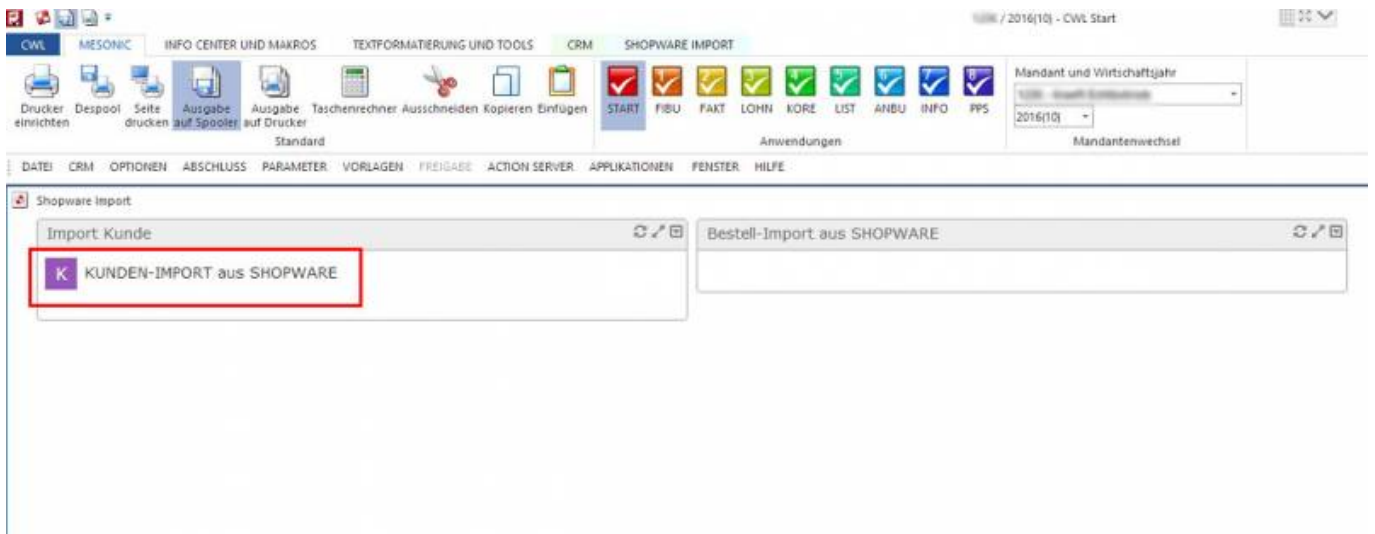 / 2016(10) - CWL Start
CWL MESONIC INFO CENTER UND MAKROS TEXTFORMATIERUNG UND TOOLS CRM SHOPWARE IMPORT
Drucker einrichten Despool Seite drucken Ausgabe auf Spooler Ausgabe auf Drucker Taschenrechner Ausschneiden Kopieren Einfügen START FIBU FAKT LOHN KORE LIST ANBU INFO PPS
Mandant und Wirtschaftsjahr
2016(10)
Standard Anwendungen Mandantenwechsel
DATEI CRM OPTIONEN ABSCHLUSS PARAMETER VORLAGEN FREIGABE ACTION SERVER APPLIKATIONEN FENSTER HILFE
Shopware Import
Import Kunde Bestell-Import aus SHOPWARE
K KUNDEN-IMPORT aus SHOPWARE